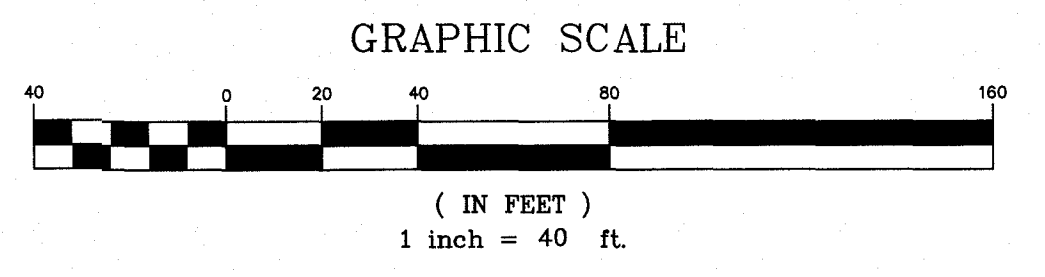 GRAPHIC SCALE
40 0 20 40 80 160
( IN FEET )
1 inch = 40 ft.